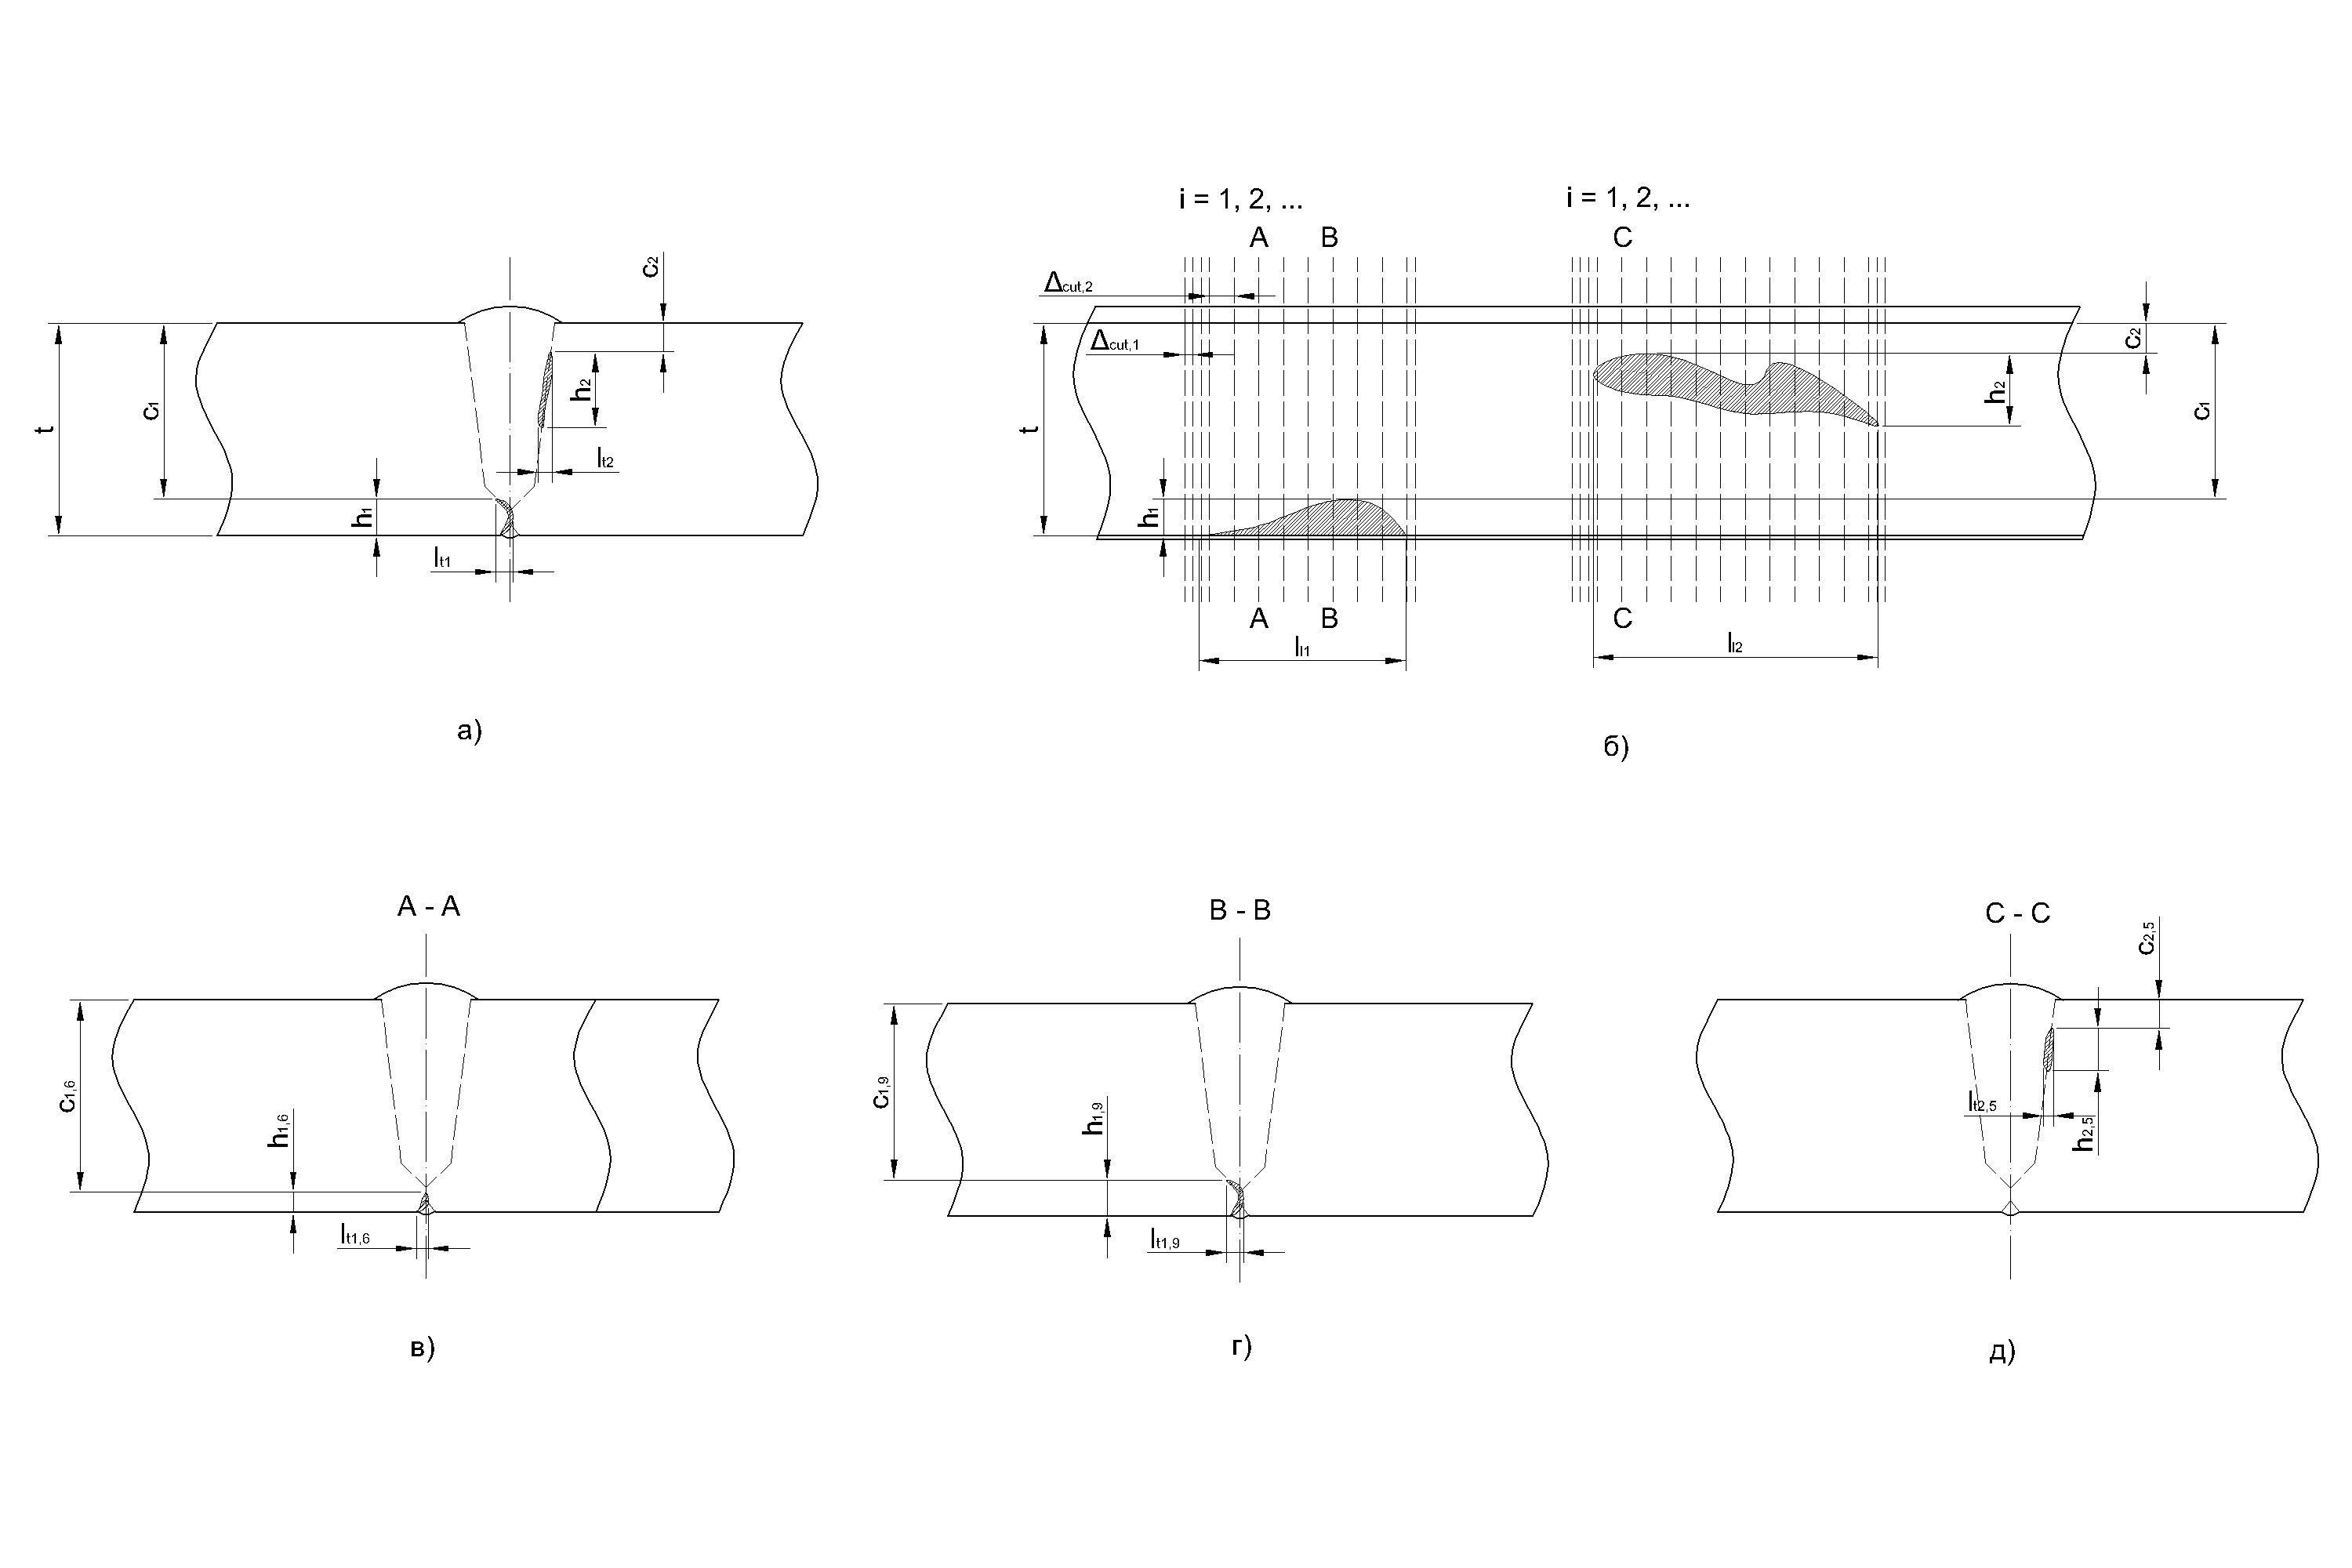 i = 1, 2, ...
i = 1, 2, ...
A
B
C
c2
Δcut,2
Δcut,1
t
c1
h2
lt2
h1
lt1
t
h1
c2
h2
c1
A
B
C
ll1
ll2
а)
б)
A - A
B - B
C - C
c1,6
h1,6
lt1,6
c1,9
h1,9
lt1,9
c2,5
lt2,5
h2,5
в)
г)
д)